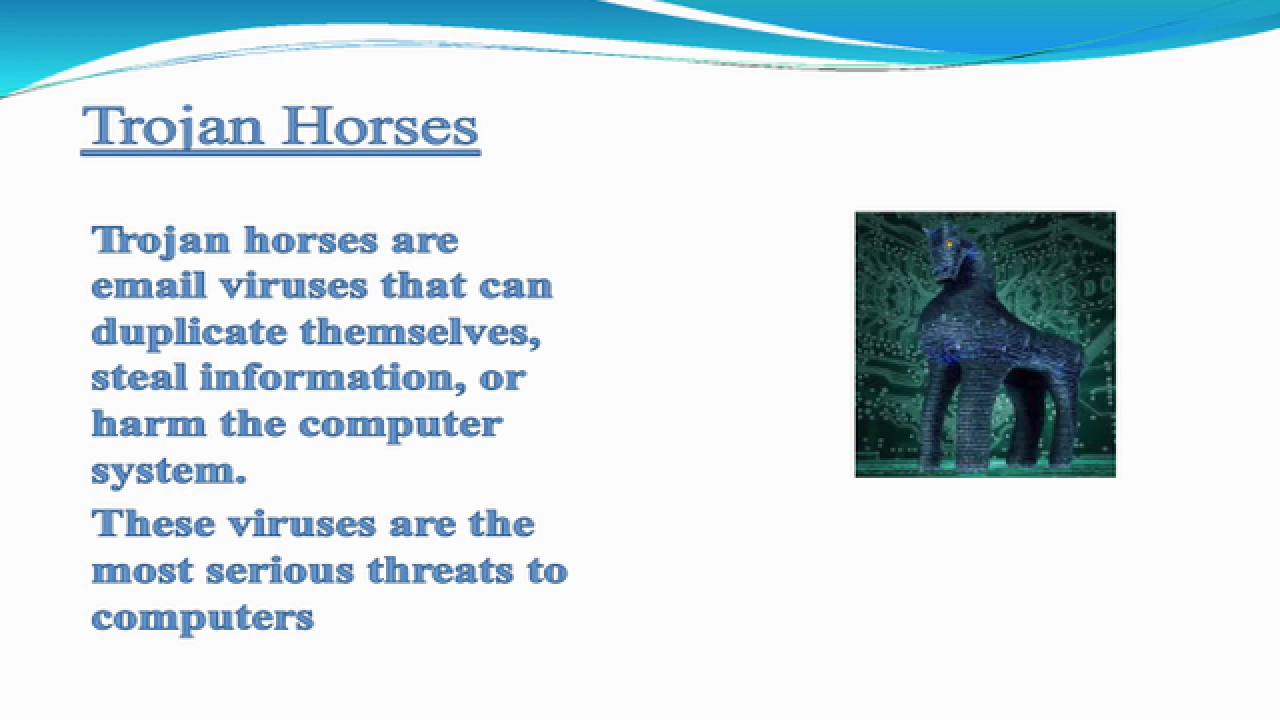 Trojan Horses
Trojan horses are
email viruses that can
duplicate themselves,
steal information, or
harm the computer
system.
These viruses are the
most serious threats to
computers